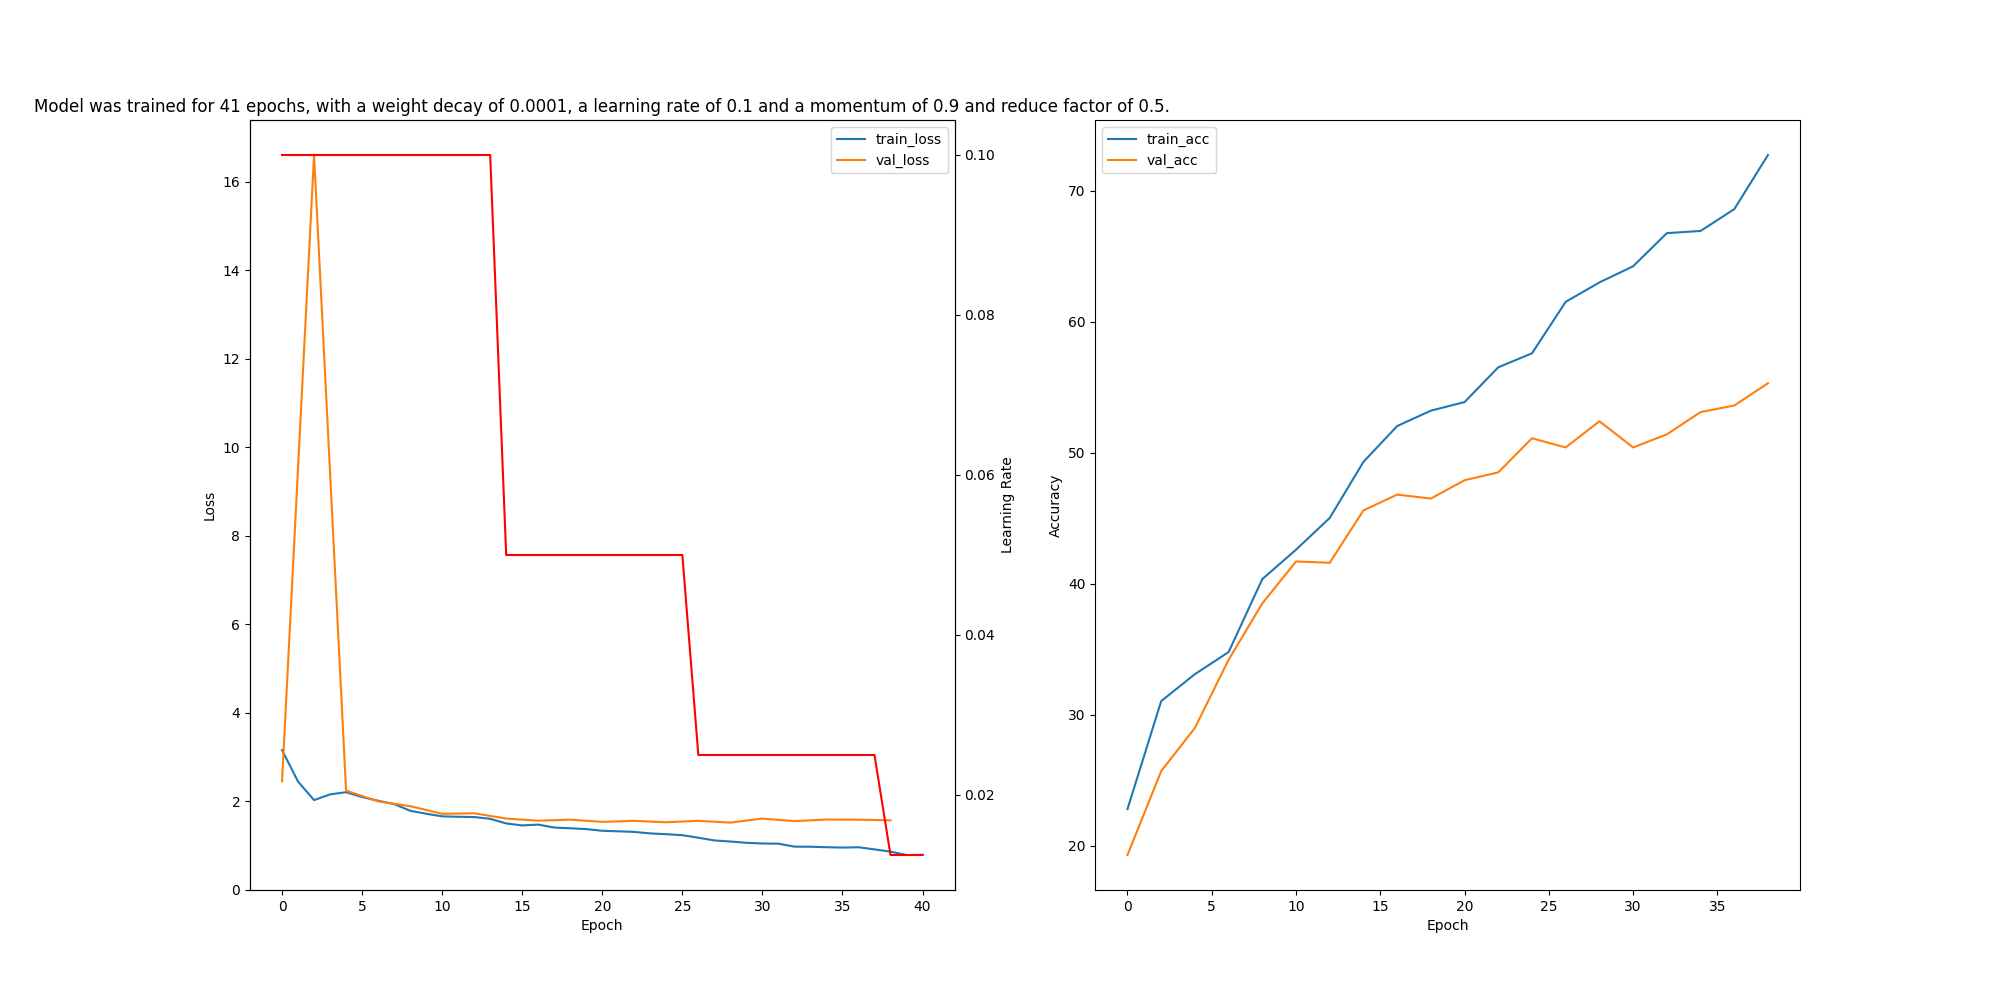 Model was trained for 41 epochs, with a weight decay of 0.0001, a learning rate of 0.1 and a momentum of 0.9 and reduce factor of 0.5.
train_loss
val_loss
16
14
12
10
8
6
4
2
0
Loss
0 5 10 15 20 25 30 35 40
Epoch
0.10
0.08
0.06
0.04
0.02
Learning Rate
train_acc
val_acc
70
60
50
40
30
20
Accuracy
0 5 10 15 20 25 30 35
Epoch